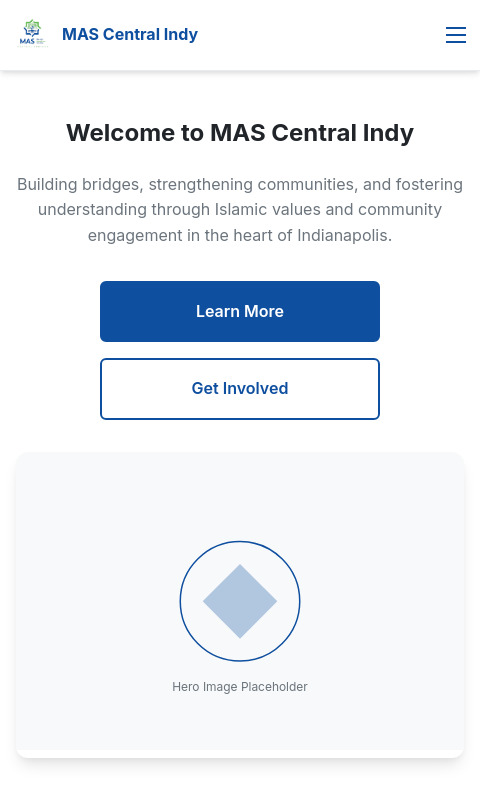 MAS
MAS Central Indy
Welcome to MAS Central Indy
Building bridges, strengthening communities, and fostering
understanding through Islamic values and community
engagement in the heart of Indianapolis.
Learn More
Get Involved
Hero Image Placeholder